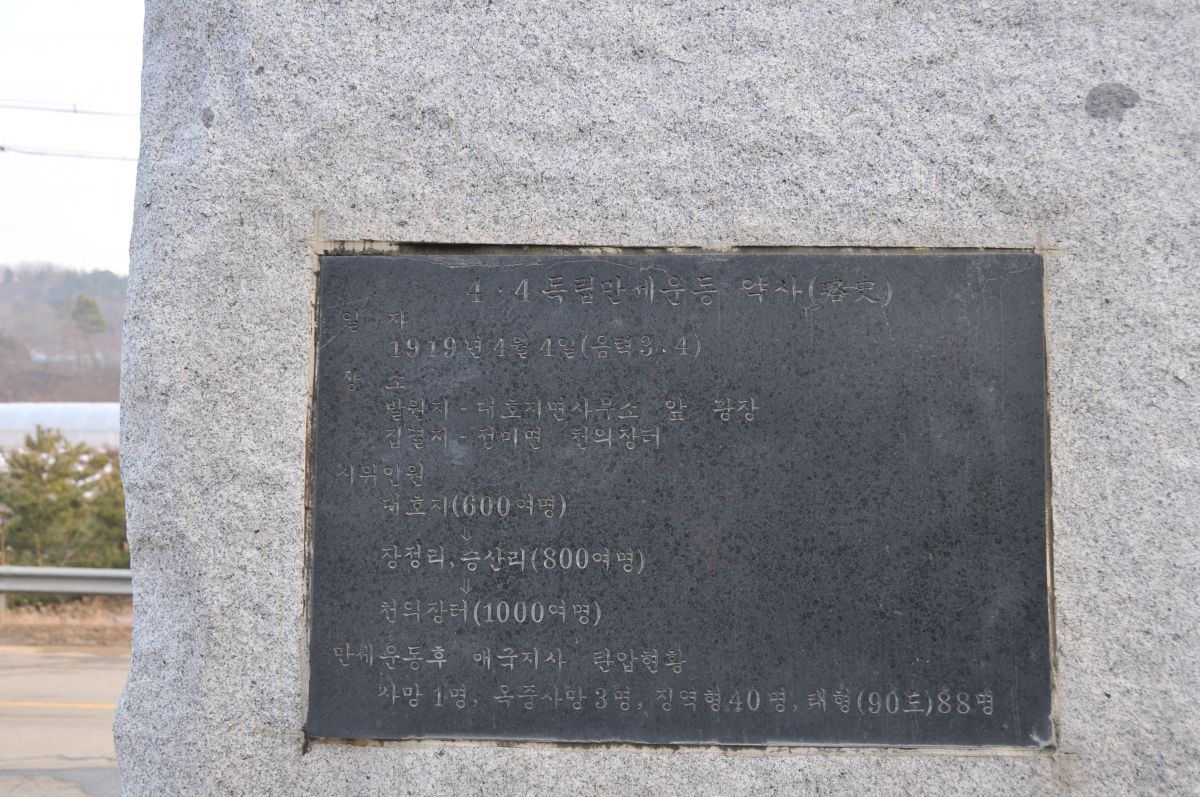 4·4독립만세운동 약사(略史)
일 자
1919년4월 4일(음력3.4)
장 소
발원지-대호지면사무소 앞 광장
집결지-정미면 천의장터
시위인원
대호지(600여명)
⇓
장정리,승산리(800여명)
⇓
천의장터(1000여명)
만세운동후 애국지사 탄압현황
사망1명, 옥중사망3명, 징역형40명, 태형(90도)88명